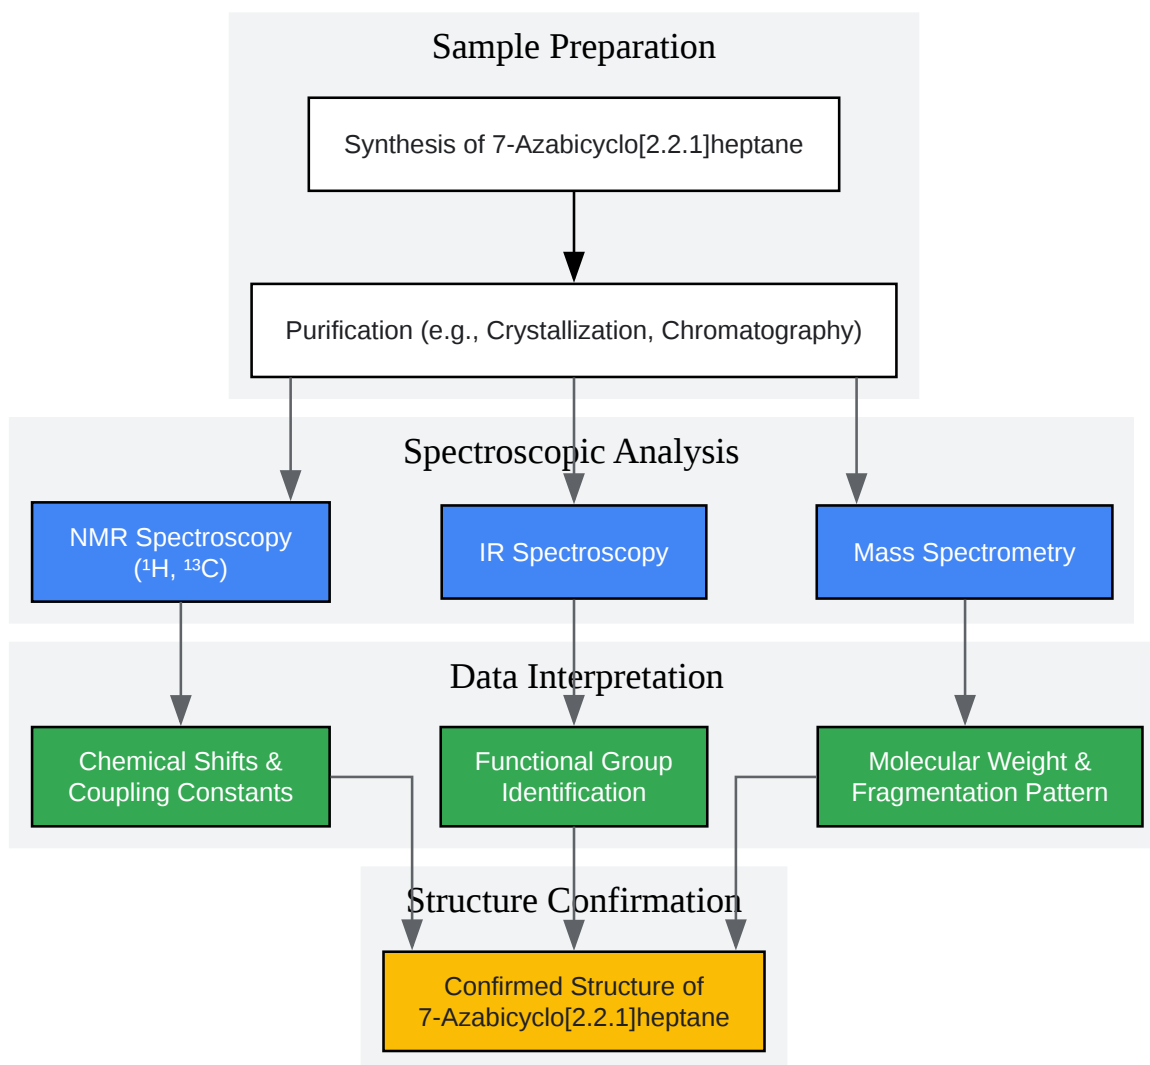 Sample Preparation
Synthesis of 7-Azabicyclo[2.2.1]heptane
Purification (e.g., Crystallization, Chromatography)
Spectroscopic Analysis
NMR Spectroscopy
(¹H, ¹³C)
IR Spectroscopy
Mass Spectrometry
Data Interpretation
Chemical Shifts &
Coupling Constants
Functional Group
Identification
Molecular Weight &
Fragmentation Pattern
Structure Confirmation
Confirmed Structure of
7-Azabicyclo[2.2.1]heptane